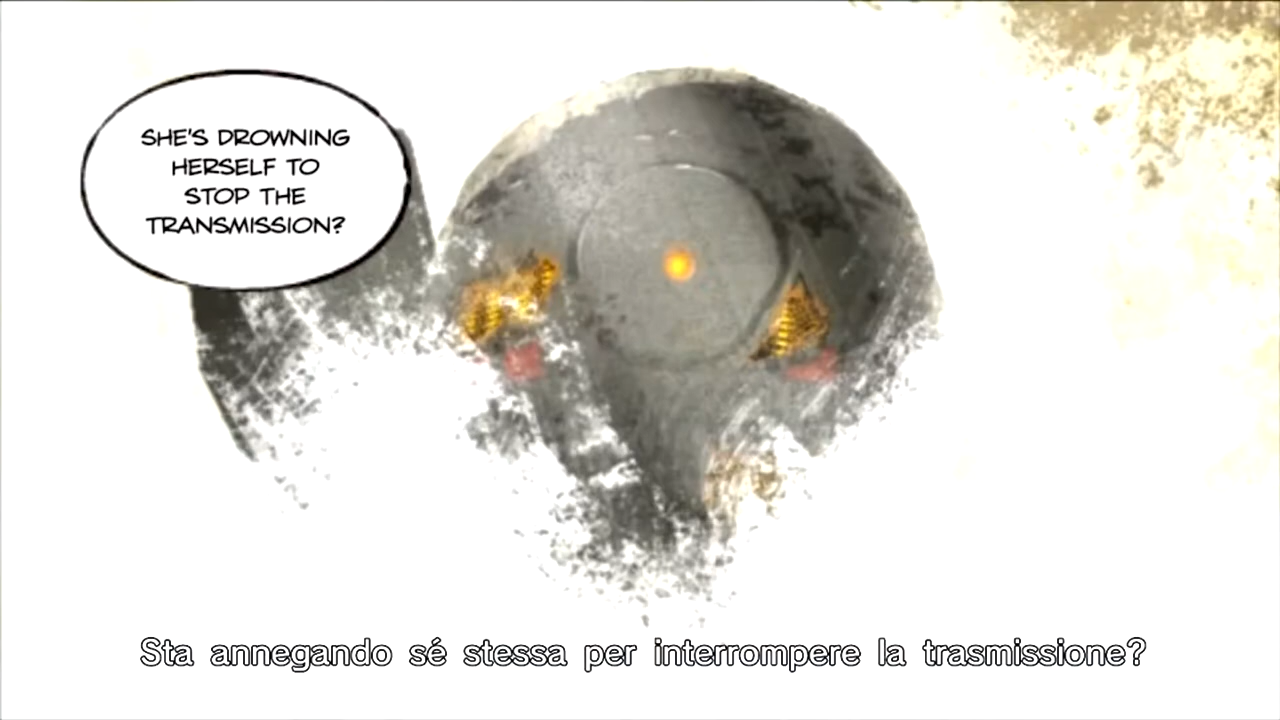 SHE'S DROWNING
HERSELF TO
STOP THE
TRANSMISSION?
Sta annegando sé stessa per interrompere la trasmissione?